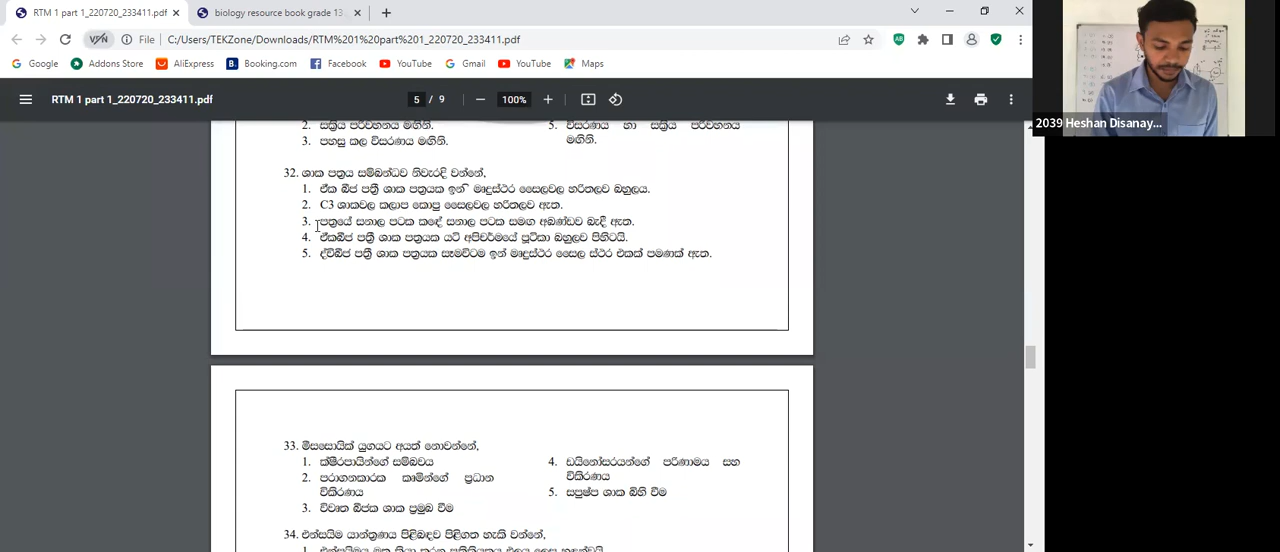 RTM 1 part 1_220720_233411.pdf
biology resource book grade 13
File C:/Users/TEKZone/Downloads/RTM%201%20part%201_220720_233411.pdf
Google Addons Store AliExpress Booking.com Facebook YouTube Gmail YouTube Maps
RTM 1 part 1_220720_233411.pdf 5 / 9 100%
2039 Heshan Disanay...
2. සක්‍රිය පරිවහනය මඟිනි.
3. පහසු කල විසරණය මඟිනි.
5. විසරණය හා සක්‍රිය පරිවහනය
මඟිනි.
32. ශාක පත්‍රය සම්බන්ධව නිවැරදි වන්නේ,
1. ඒක බීජ පත්‍රී ශාක පත්‍රයක ඉන් මෘදුස්ථර සෛලවල හරිතලව බහුලය.
2. C3 ශාකවල කලාප කොපු සෛලවල හරිතලව ඇත.
3. පත්‍රයේ සනාල පටක කඳේ සනාල පටක සමඟ අඛණ්ඩව බැඳී ඇත.
4. ඒකබීජ පත්‍රී ශාක පත්‍රයක යටි අපිචර්මයේ පූටිකා බහුලව පිහිටයි.
5. ද්විබීජ පත්‍රී ශාක පත්‍රයක සෑමවිටම ඉන් මෘදුස්ථර සෛල ස්ථර එකක් පමණක් ඇත.
33. මීසසොයික් යුගයට අයත් නොවන්නේ,
1. ක්ෂීරපායින්ගේ සම්භවය
2. පරාගනකාරක කෘමින්ගේ ප්‍රධාන
විකිරණය
3. විවෘත බීජක ශාක ප්‍රමුඛ වීම
4. ඩයිනෝසරයන්ගේ පරිණාමය සහ
විකිරණය
5. සපුෂ්ප ශාක බිහි වීම
34. එන්සයිම යාන්ත්‍රණය පිළිබඳව පිළිගත හැකි වන්නේ,